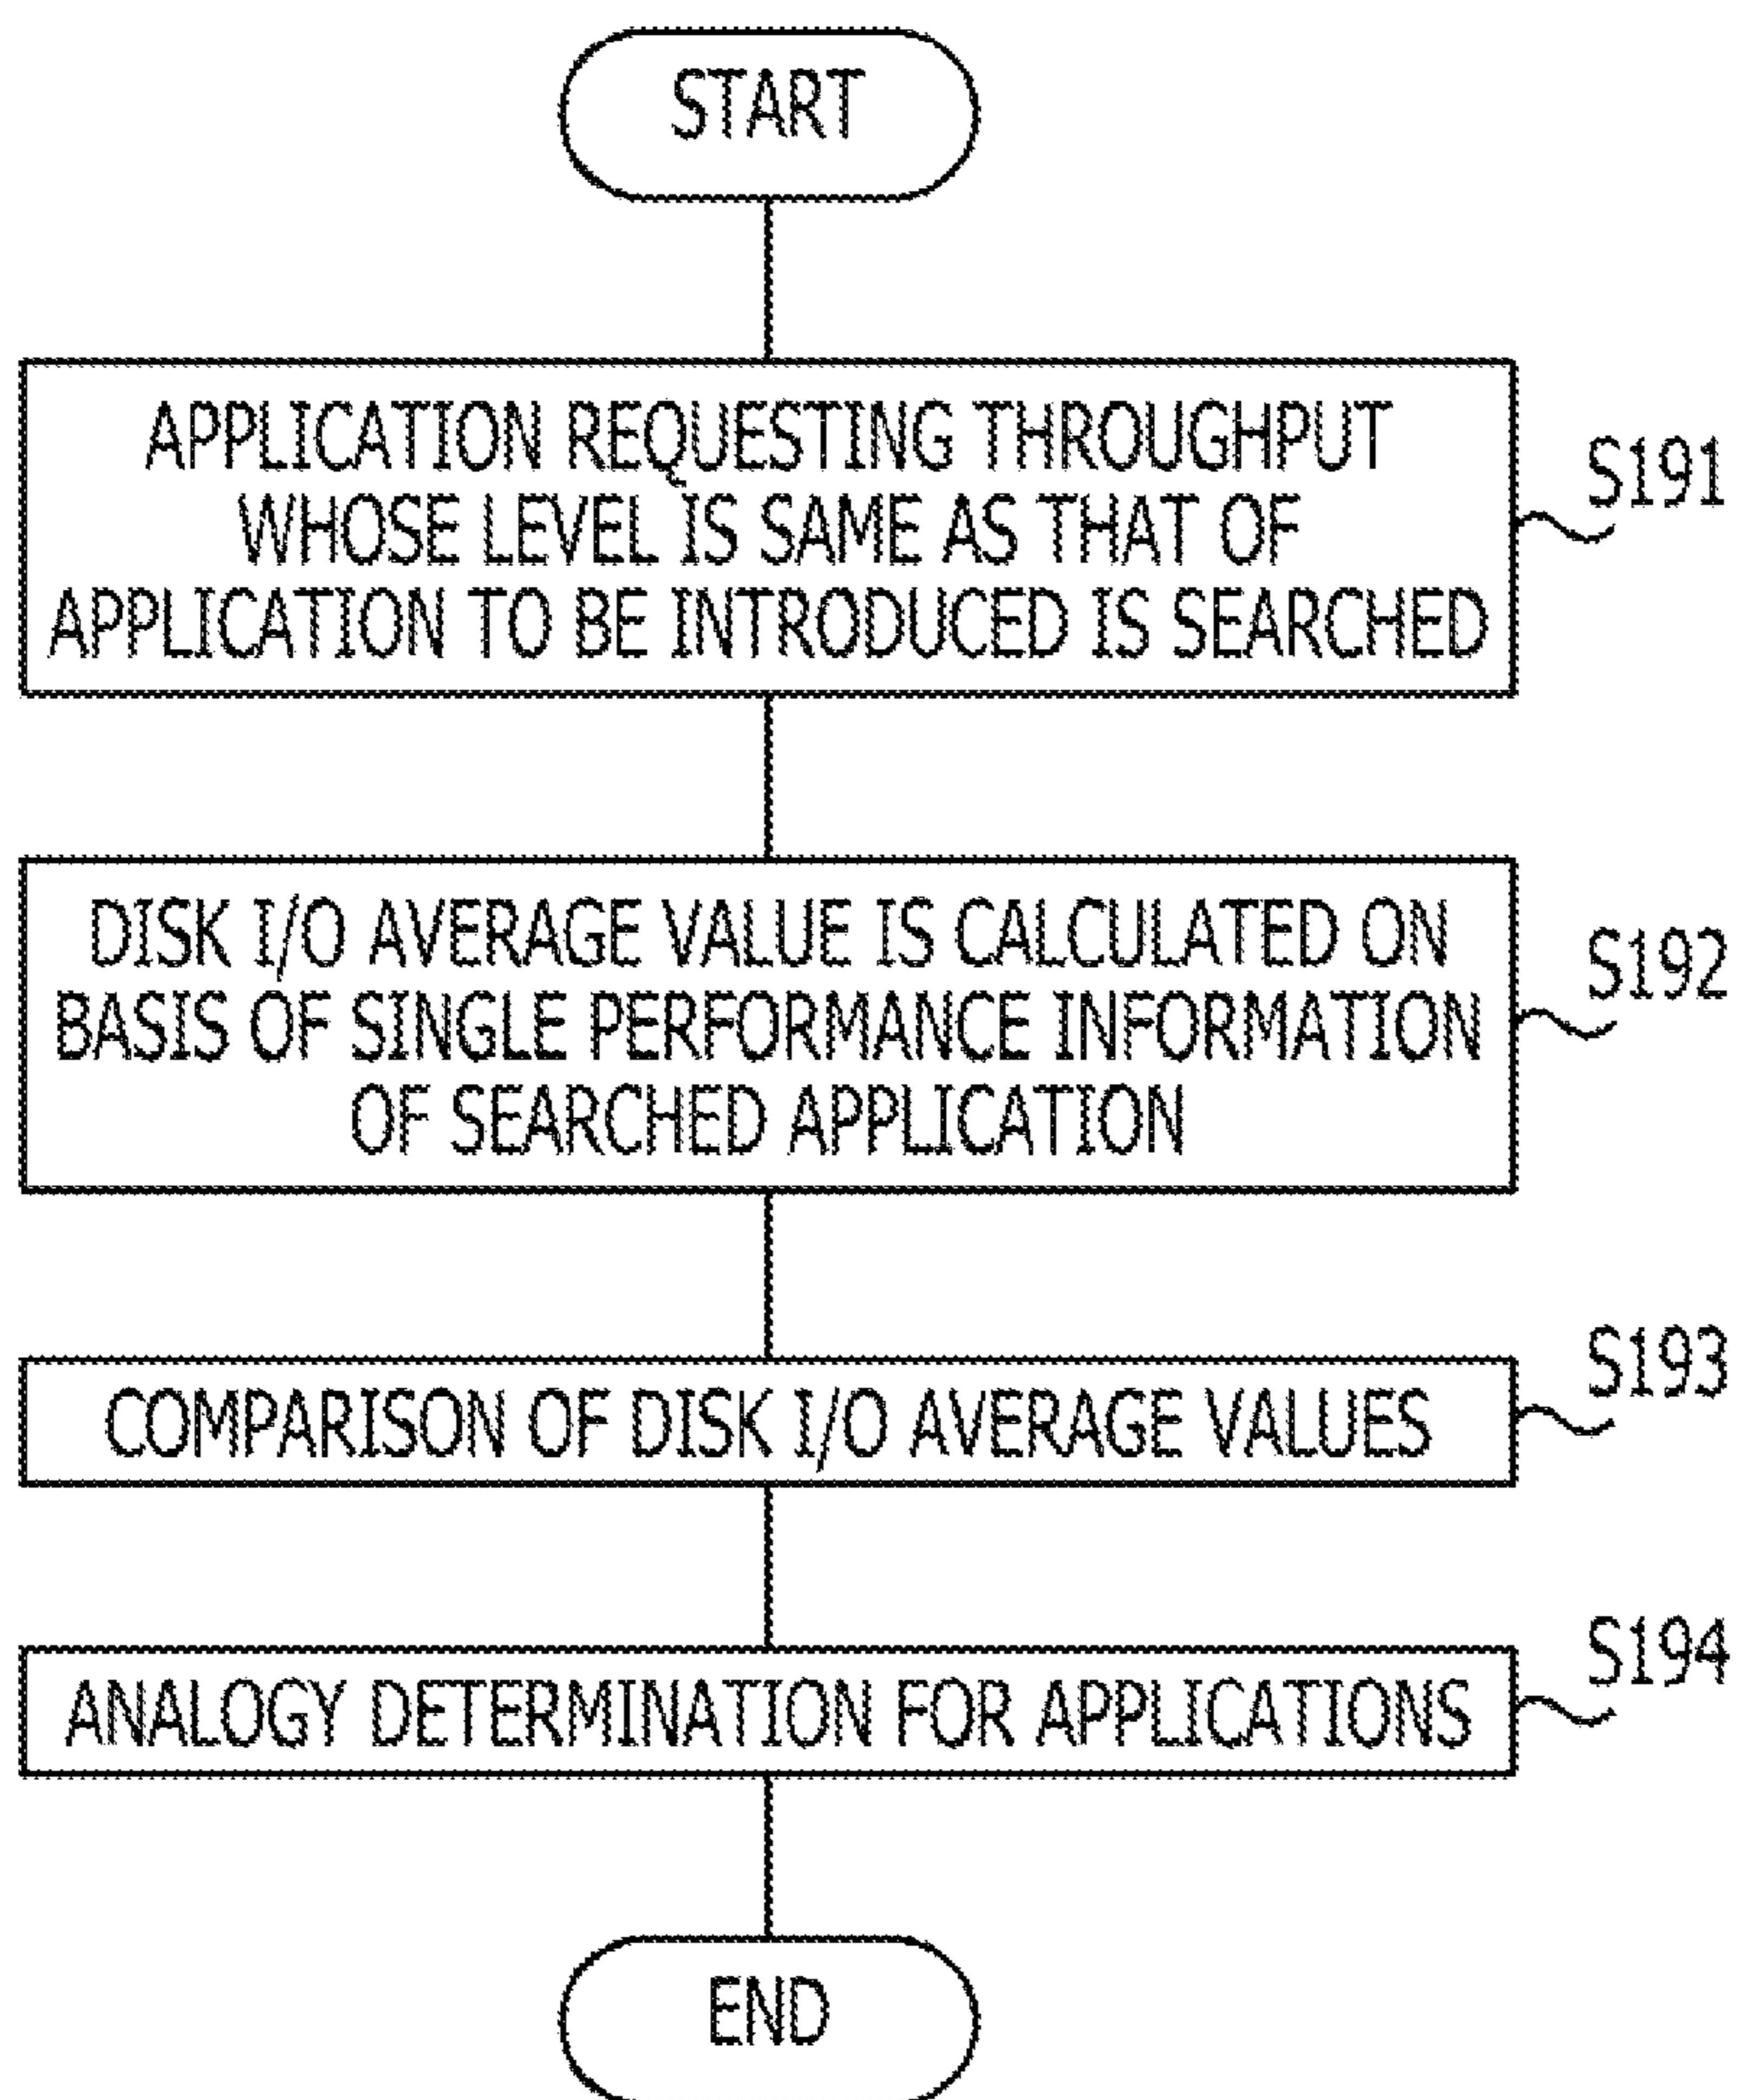 START
APPLICATION REQUESTING THROUGHPUT
WHOSE LEVEL IS SAME AS THAT OF
APPLICATION TO BE INTRODUCED IS SEARCHED
S191
DISK I/O AVERAGE VALUE IS CALCULATED ON
BASIS OF SINGLE PERFORMANCE INFORMATION
OF SEARCHED APPLICATION
S192
COMPARISON OF DISK I/O AVERAGE VALUES
S193
ANALOGY DETERMINATION FOR APPLICATIONS
S194
END